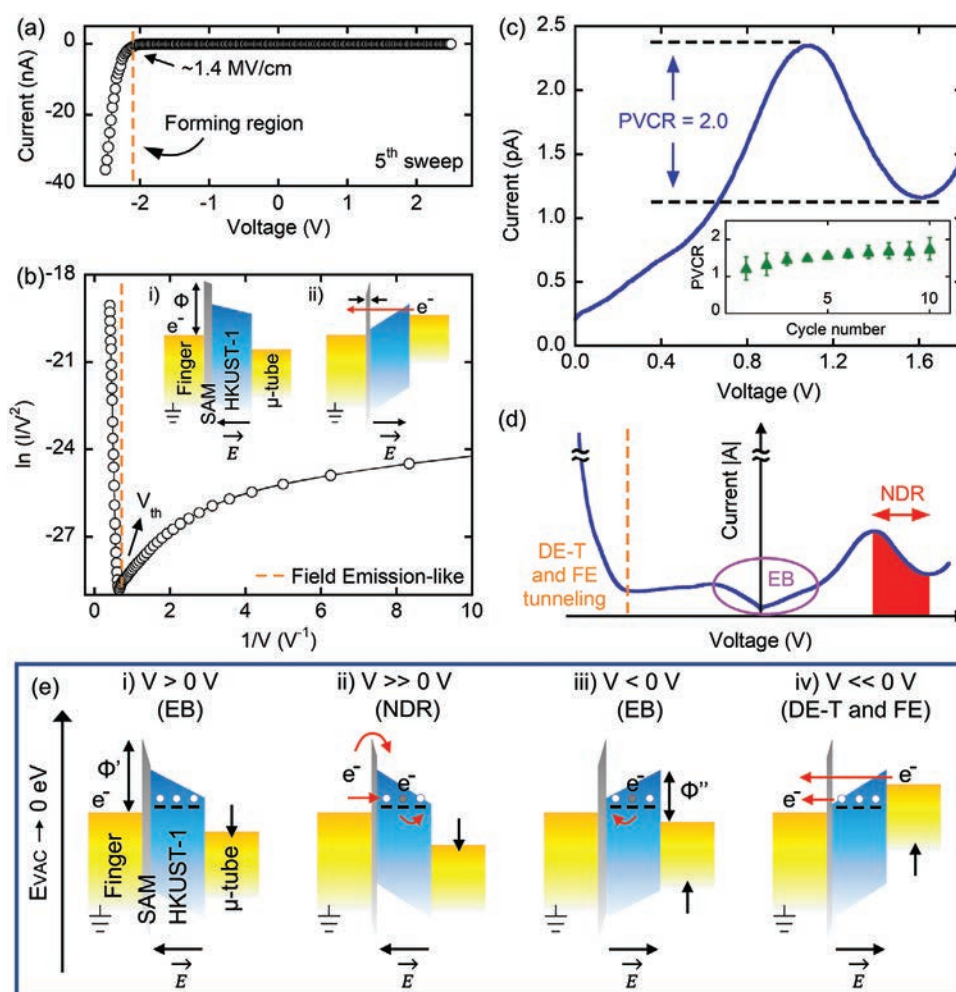 (a)
0
-20
-40
Current (nA)
~1.4 MV/cm
Forming region
5th sweep
-2
-1
0
1
2
Voltage (V)
(b)
-18
-21
-24
-27
ln (I/V²)
i)
ii)
Φ
e-
e-
Finger
SAM
HKUST-1
μ-tube
E
E
Vth
Field Emission-like
0
2
4
6
8
10
1/V (V-1)
(c)
2.5
2.0
1.5
1.0
0.5
0.0
Current (pA)
PVCR = 2.0
PVCR
2
1
0
5
10
Cycle number
0.0
0.4
0.8
1.2
1.6
Voltage (V)
(d)
Current |A|
NDR
DE-T
and FE
tunneling
EB
Voltage (V)
(e)
EVAC → 0 eV
i) V > 0 V
(EB)
Φ'
e-
Finger
SAM
HKUST-1
μ-tube
E
ii) V >> 0 V
(NDR)
e-
e-
E
iii) V < 0 V
(EB)
e-
Φ"
E
iv) V << 0 V
(DE-T and FE)
e-
e-
E